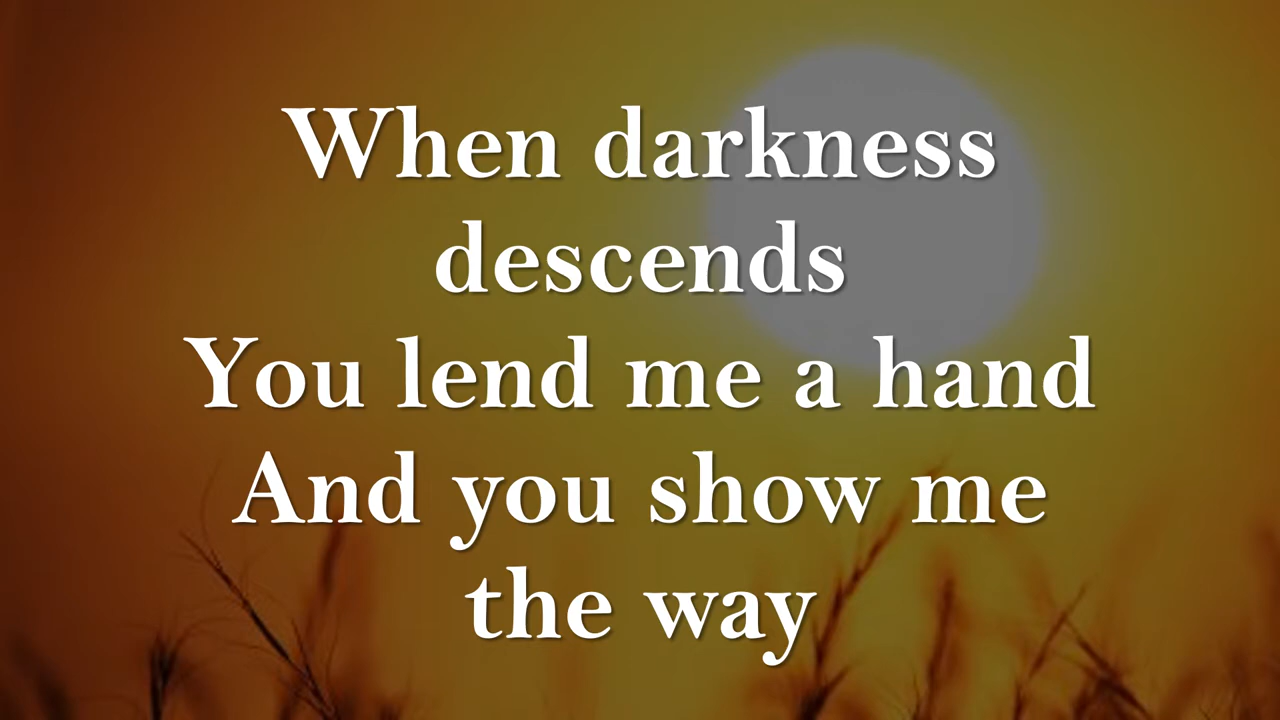 When darkness
descends
You lend me a hand
And you show me
the way